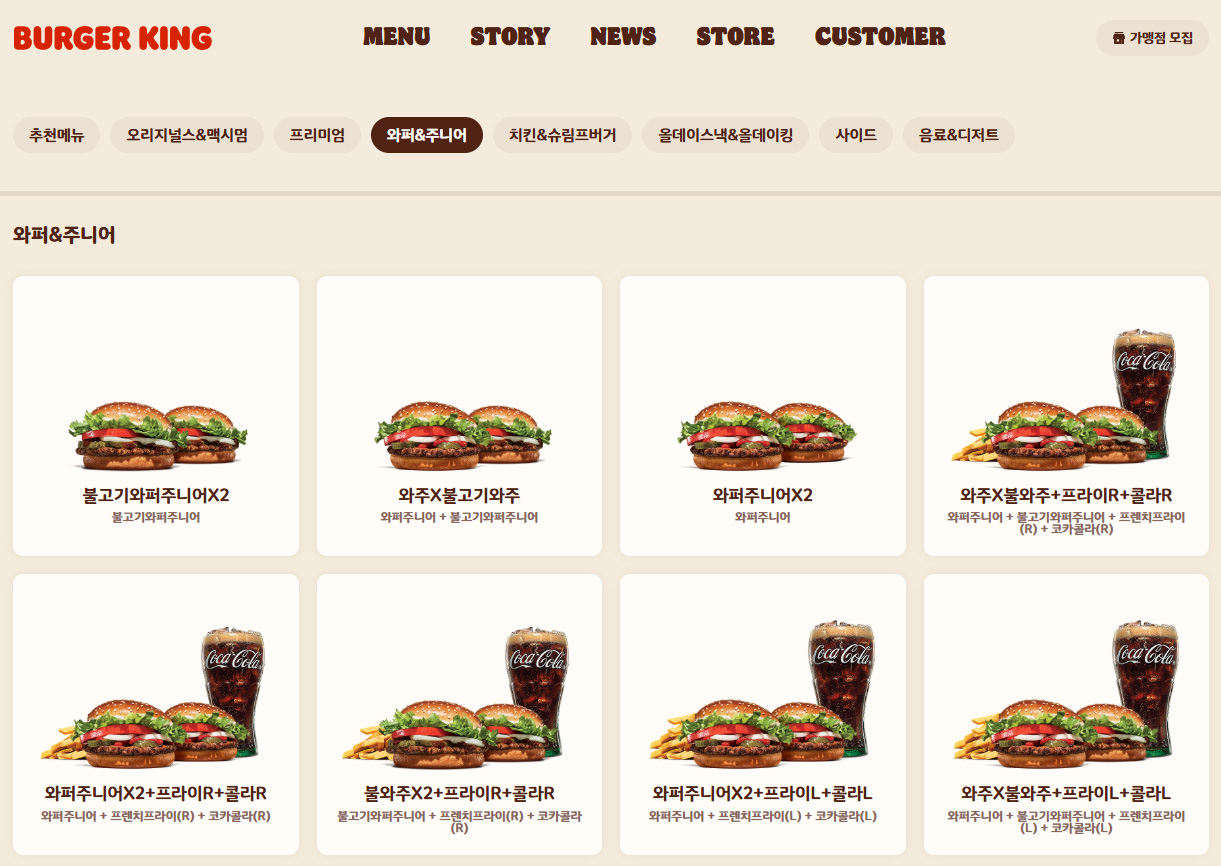 BURGER KING
MENU STORY NEWS STORE CUSTOMER
가맹점 모집
추천메뉴 오리지널스&맥시멈 프리미엄 와퍼&주니어 치킨&슈림프버거 올데이스낵&올데이킹 사이드 음료&디저트
와퍼&주니어
불고기와퍼주니어X2
불고기와퍼주니어
와주X불고기와주
와퍼주니어 + 불고기와퍼주니어
와퍼주니어X2
와퍼주니어
Coca-Cola
와주X불와주+프라이R+콜라R
와퍼주니어 + 불고기와퍼주니어 + 프렌치프라이
(R) + 코카콜라(R)
Coca-Cola
와퍼주니어X2+프라이R+콜라R
와퍼주니어 + 프렌치프라이(R) + 코카콜라(R)
Coca-Cola
불와주X2+프라이R+콜라R
불고기와퍼주니어 + 프렌치프라이(R) + 코카콜라
(R)
Coca-Cola
와퍼주니어X2+프라이L+콜라L
와퍼주니어 + 프렌치프라이(L) + 코카콜라(L)
Coca-Cola
와주X불와주+프라이L+콜라L
와퍼주니어 + 불고기와퍼주니어 + 프렌치프라이
(L) + 코카콜라(L)